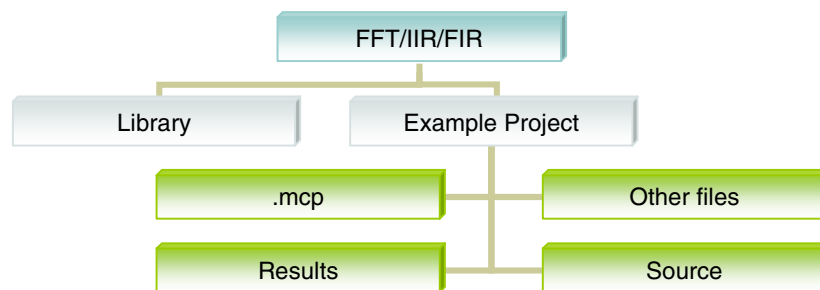 FFT/IIR/FIR
Library
Example Project
.mcp
Other files
Results
Source